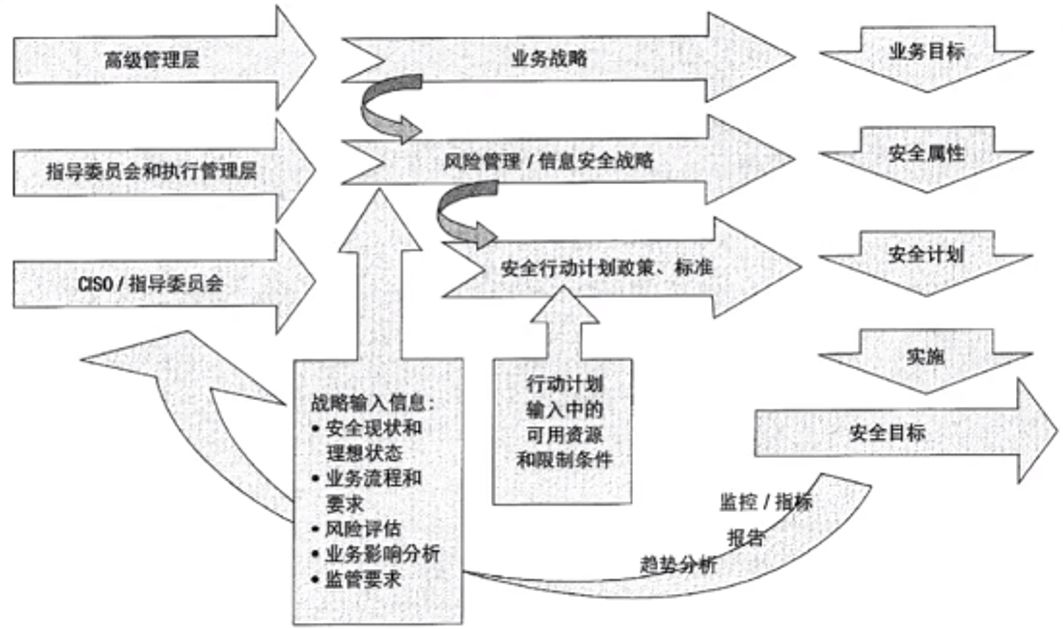 高级管理层
业务战略
业务目标
指导委员会和执行管理层
风险管理 / 信息安全战略
安全属性
CISO / 指导委员会
安全行动计划政策、标准
安全计划
实施
战略输入信息：
• 安全现状和
理想状态
• 业务流程和
要求
• 风险评估
• 业务影响分析
• 监管要求
行动计划
输入中的
可用资源
和限制条件
安全目标
监控 / 指标
报告
趋势分析